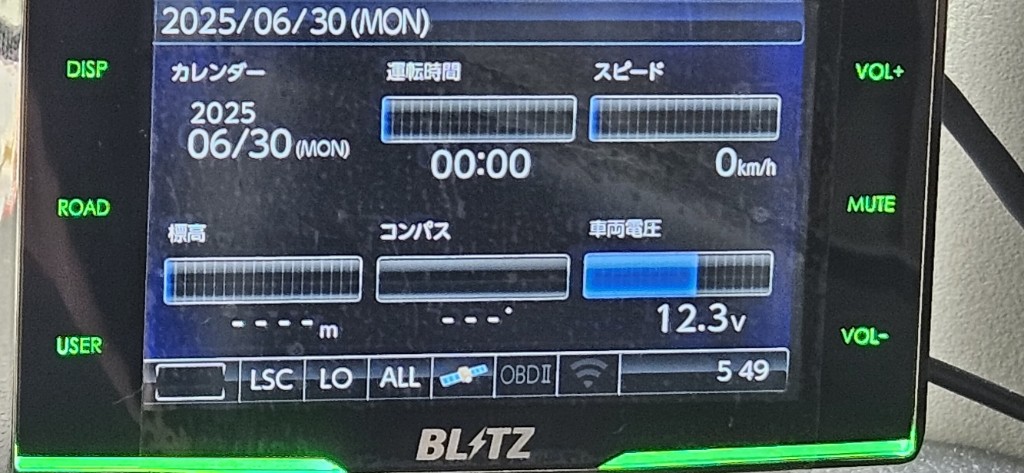 2025/06/30(MON)
DISP
カレンダー
運転時間
スピード
VOL+
2025
06/30(MON)
00:00
0km/h
ROAD
MUTE
標高
コンパス
車両電圧
----m
---°
12.3v
USER
VOL-
LSC
LO
ALL
OBDⅡ
5 49
BLITZ